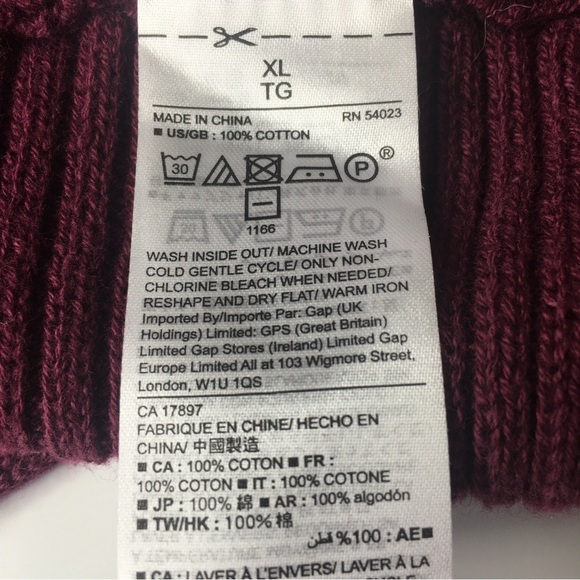 XL
TG
MADE IN CHINA RN 54023
■ US/GB : 100% COTTON
30 P ®
1166
WASH INSIDE OUT/ MACHINE WASH
COLD GENTLE CYCLE/ ONLY NON-
CHLORINE BLEACH WHEN NEEDED/
RESHAPE AND DRY FLAT/ WARM IRON
Imported By/Importe Par: Gap (UK
Holdings) Limited: GPS (Great Britain)
Limited Gap Stores (Ireland) Limited Gap
Europe Limited All at 103 Wigmore Street,
London, W1U 1QS
CA 17897
FABRIQUE EN CHINE/ HECHO EN
CHINA/ 中國製造
■ CA : 100% COTON ■ FR :
100% COTON ■ IT : 100% COTONE
■ JP : 100% 綿 ■ AR : 100% algodón
■ TW/HK : 100% 棉
■AE : 100% قطن
■ CA : LAVER À L'ENVERS/ LAVER À LA